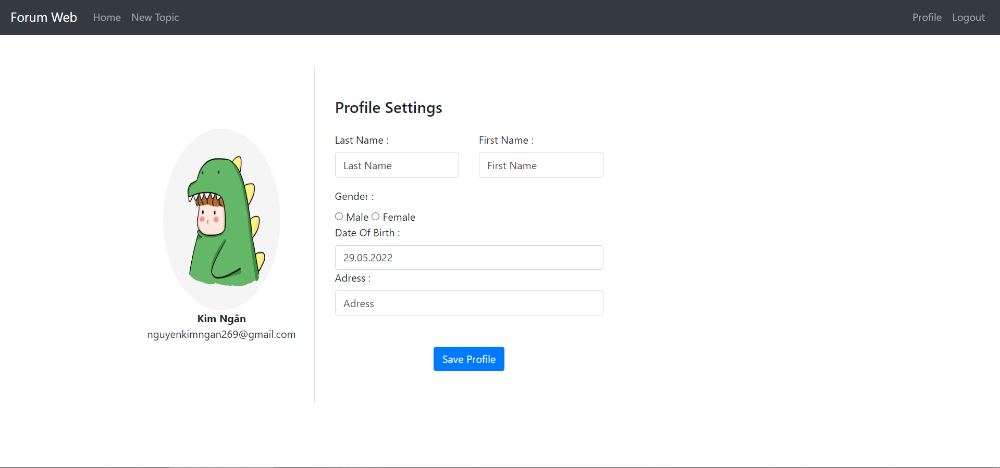 Forum Web Home New Topic Profile Logout
Profile Settings
Last Name : First Name :
Last Name First Name
Gender :
Male Female
Date Of Birth :
29.05.2022
Adress :
Adress
Save Profile
Kim Ngân
nguyenkimngan269@gmail.com